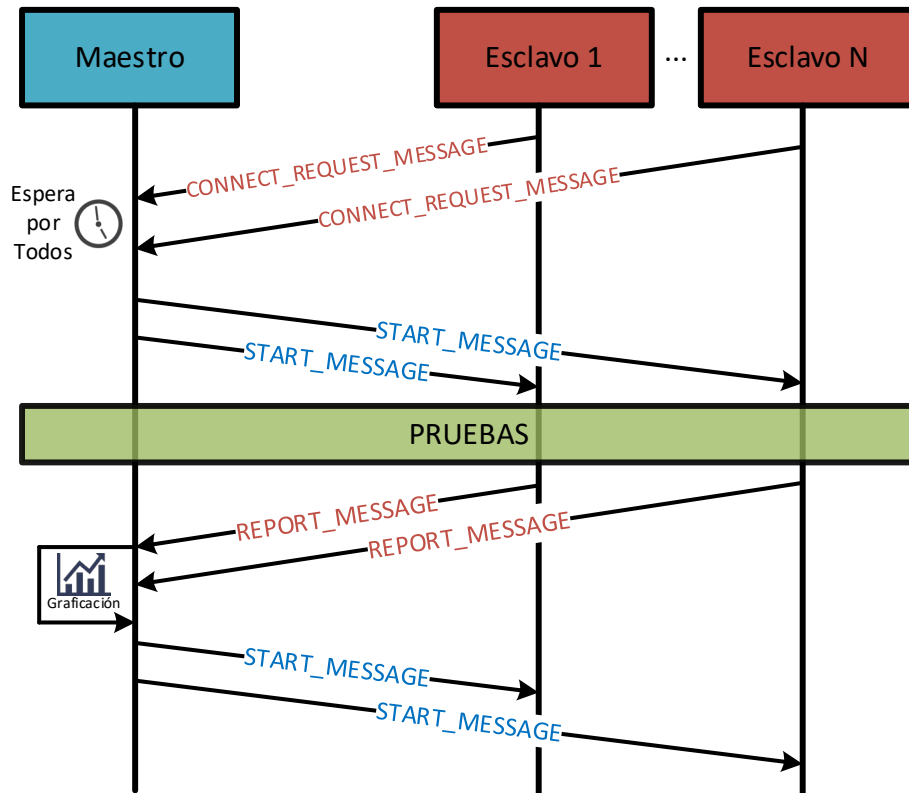 Maestro
Esclavo 1
...
Esclavo N
CONNECT_REQUEST_MESSAGE
CONNECT_REQUEST_MESSAGE
Espera
por
Todos
START_MESSAGE
START_MESSAGE
PRUEBAS
REPORT_MESSAGE
REPORT_MESSAGE
Graficación
START_MESSAGE
START_MESSAGE